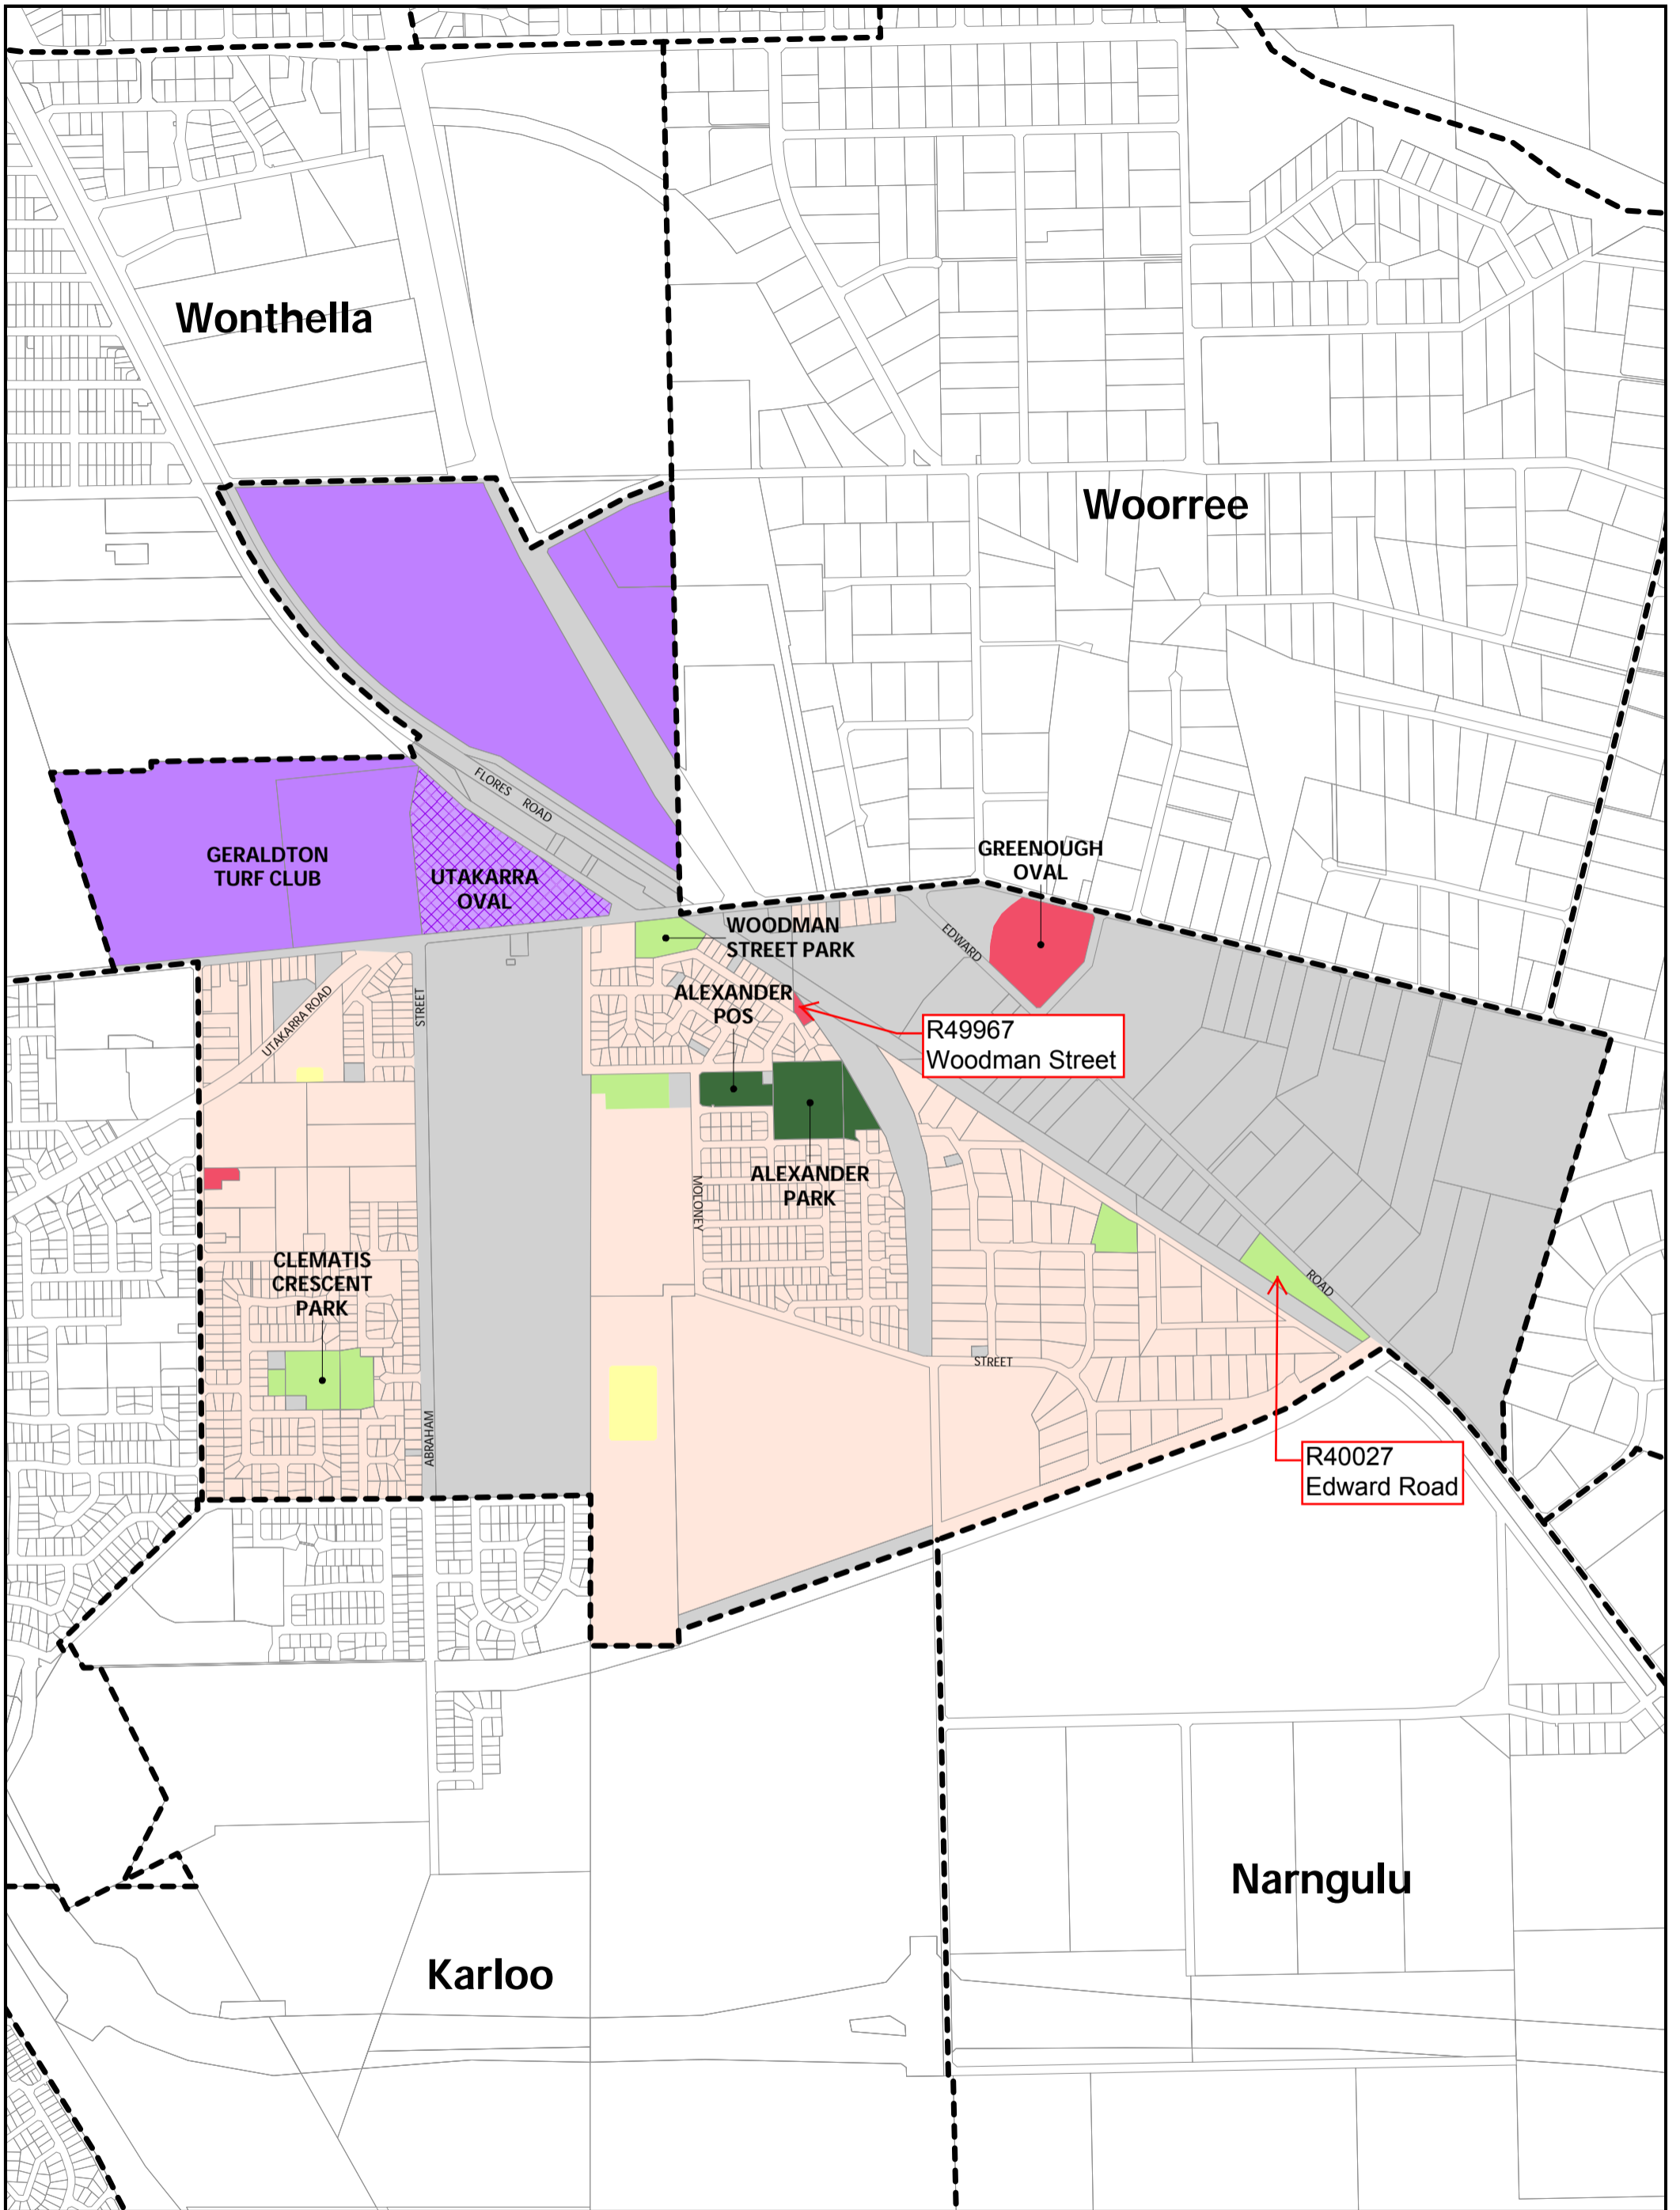 Wonthella
Woorree
FLORES ROAD
GERALDTON
TURF CLUB
UTAKARRA
OVAL
GREENOUGH
OVAL
WOODMAN
STREET PARK
EDWARD
ALEXANDER
POS
STREET
UTAKARRA ROAD
R49967
Woodman Street
ALEXANDER
PARK
MOLONEY
CLEMATIS
CRESCENT
PARK
ROAD
STREET
ABRAHAM
R40027
Edward Road
Narngulu
Karloo